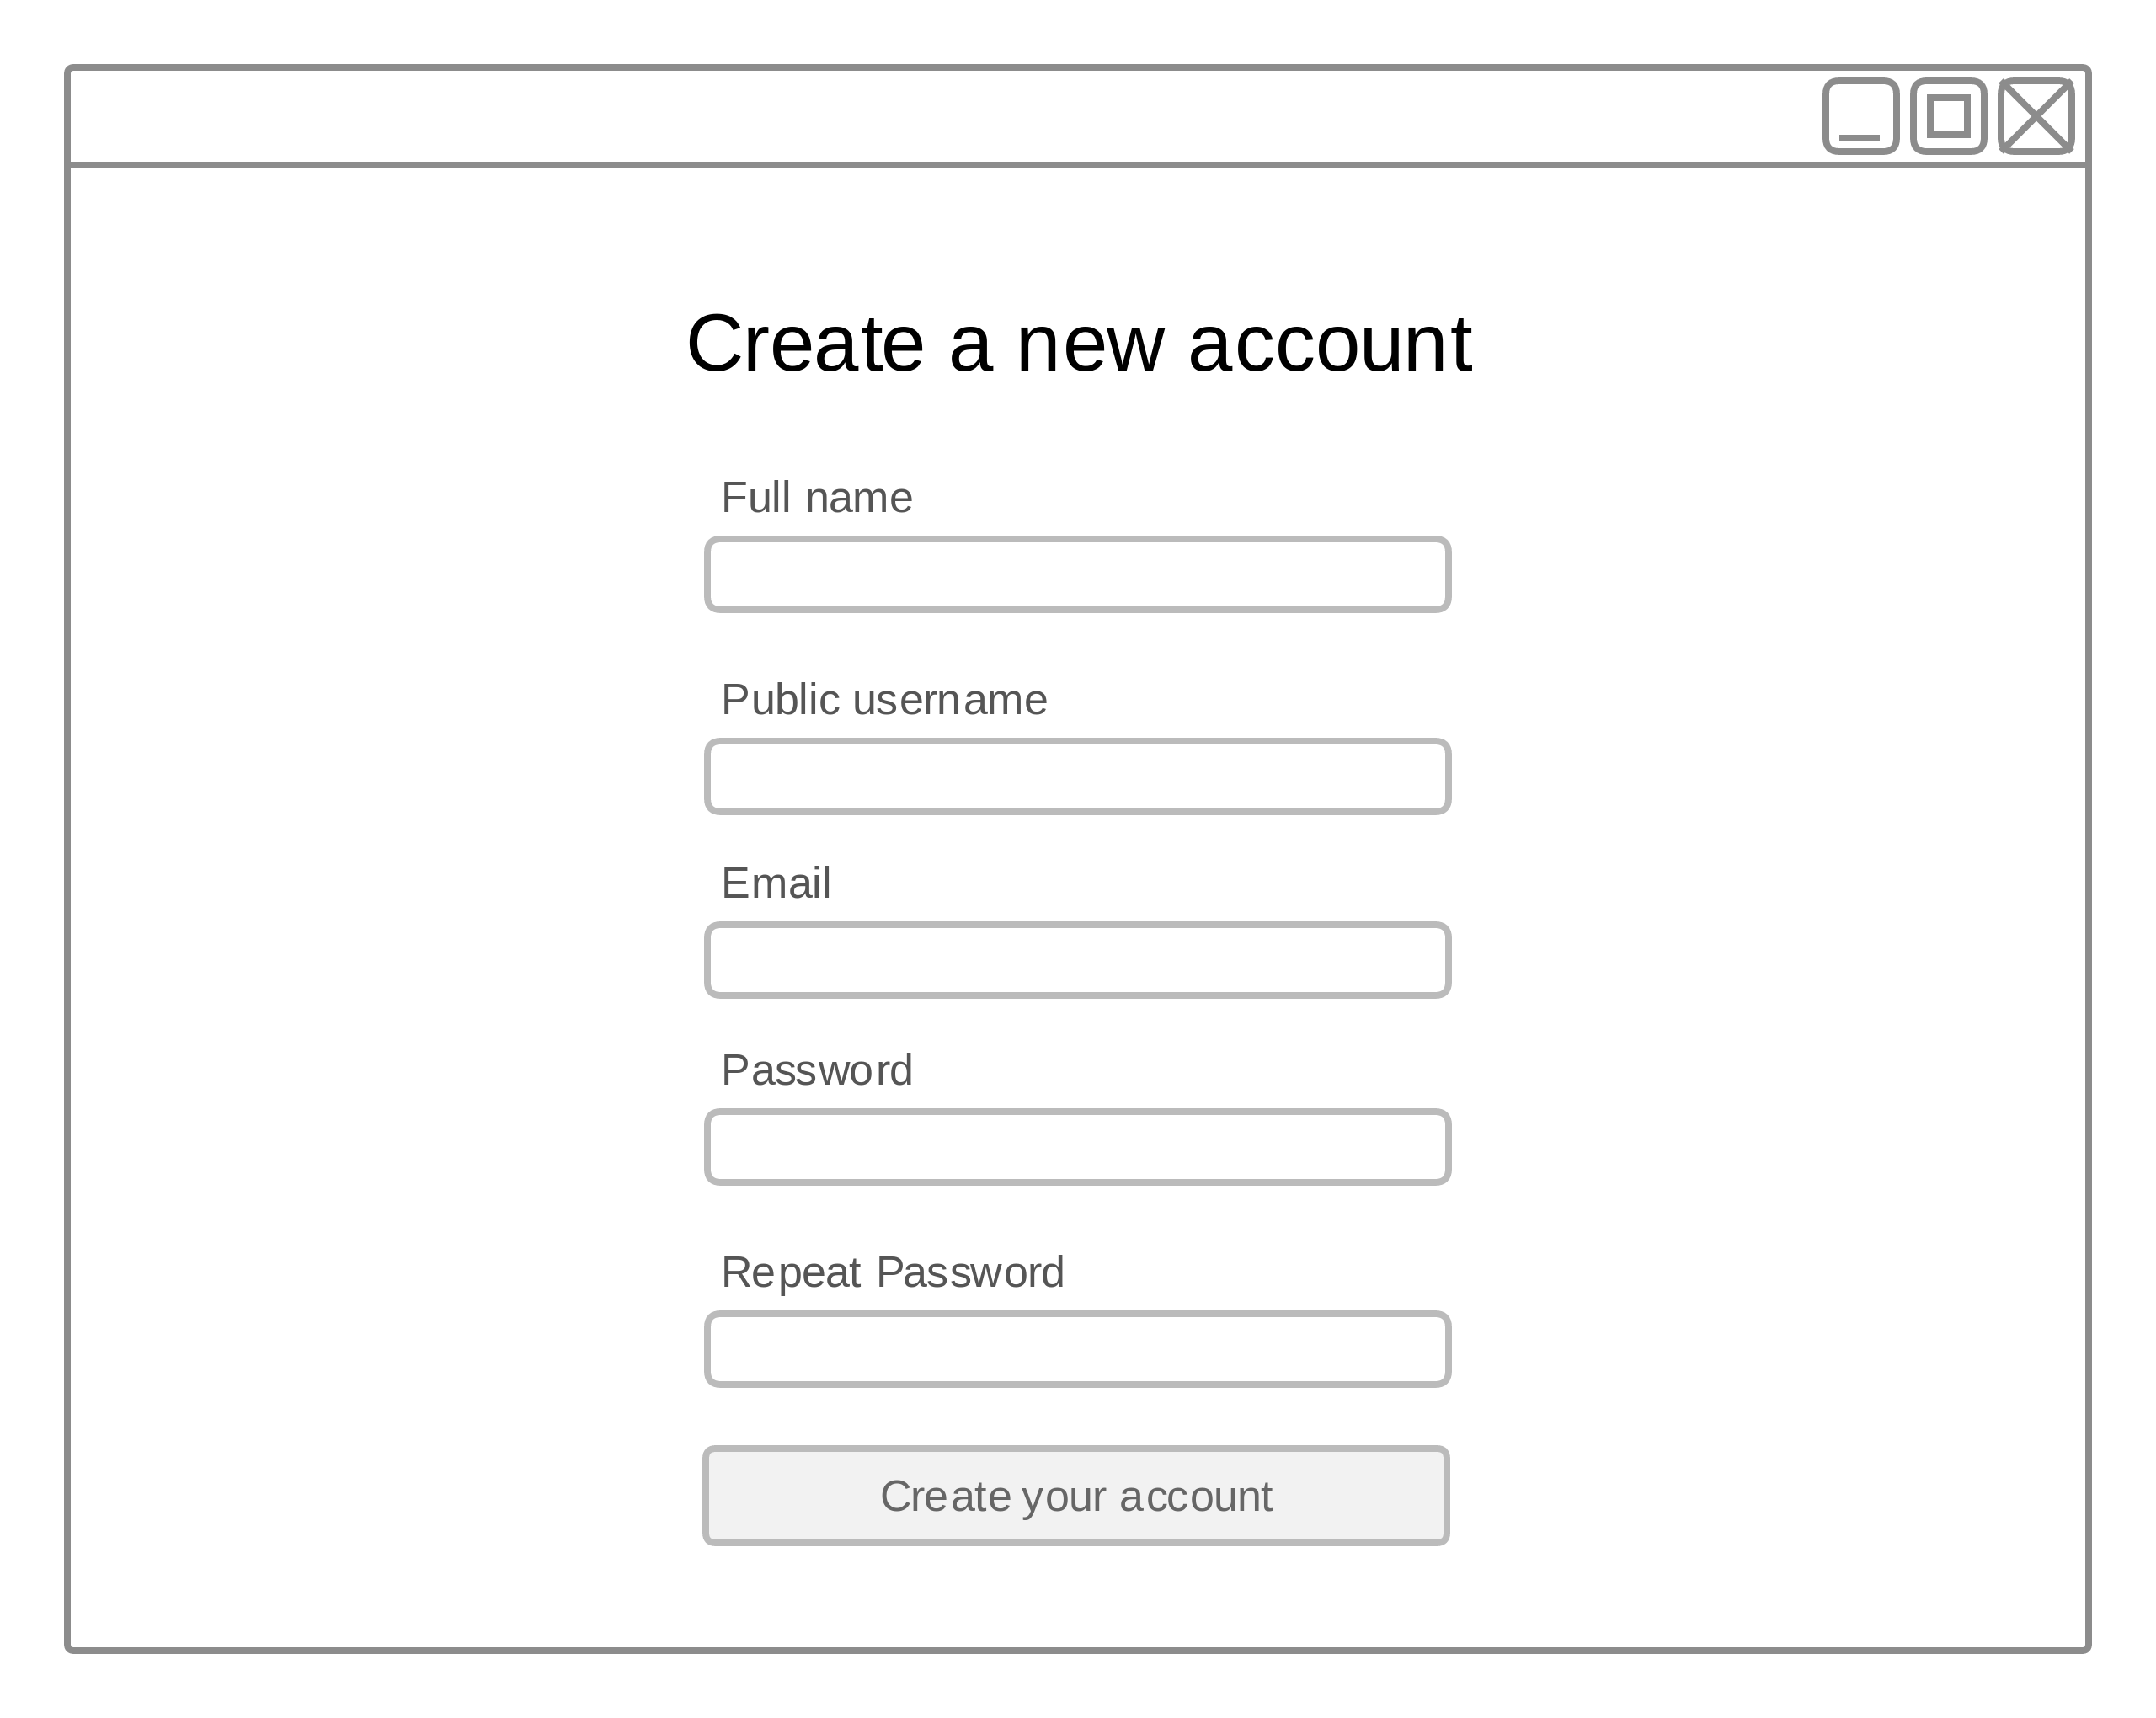 Create a new account
Full name
Public username
Email
Password
Repeat Password
Create your account